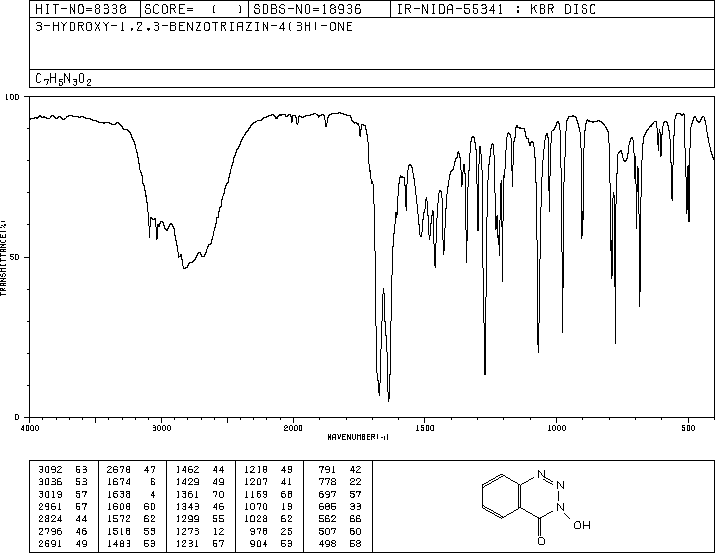 HIT-NO=8338 SCORE= ( ) SDBS-NO=18936 IR-NIDA-55341 : KBR DISC
3-HYDROXY-1,2,3-BENZOTRIAZIN-4(3H)-ONE
C7H5N3O2
100
50
0
TRANSMITTANCE(%)
4000 3000 2000 1500 1000 500
WAVENUMBER(-1)
3092 53 2678 47 1462 44 1218 49 791 42
3036 53 1674 6 1429 49 1207 41 778 22
3019 57 1638 4 1361 70 1169 68 697 57
2961 57 1608 60 1343 46 1070 19 686 33
2824 44 1572 62 1299 55 1028 62 562 66
2796 46 1518 53 1273 12 978 25 507 60
2691 49 1483 53 1231 57 904 53 498 58
N
N
N
OH
O